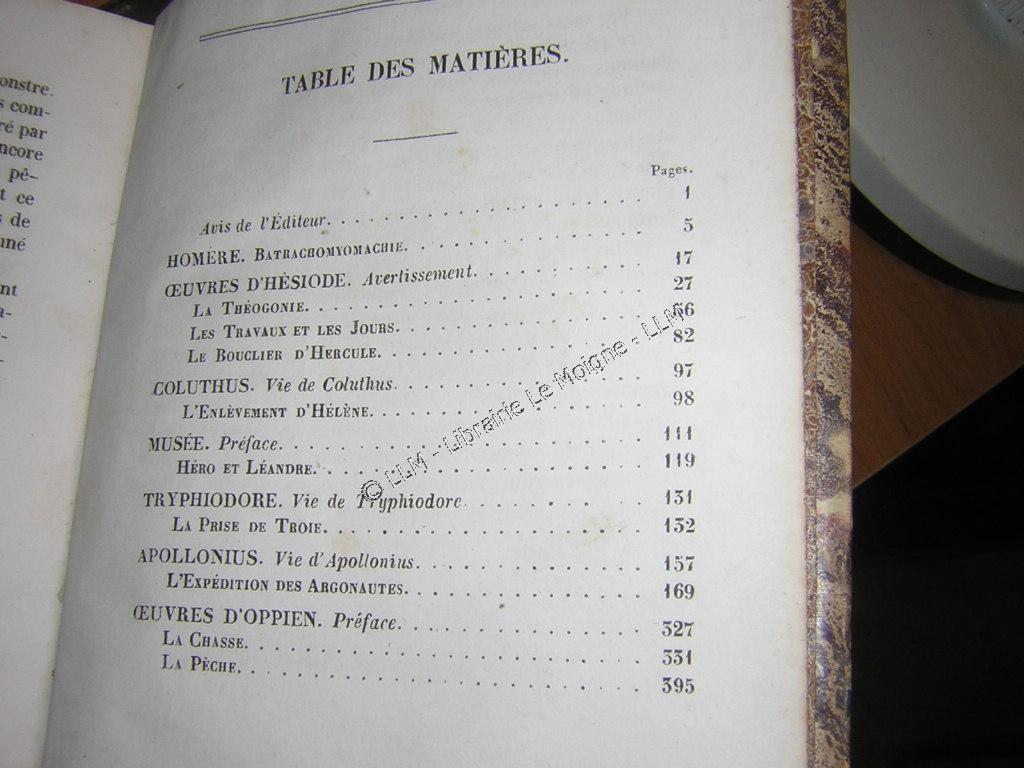 onstre.
s com-
ré par
ncore
pê-
t ce
s de
nné
nt
a-
TABLE DES MATIÈRES.
Pages.
Avis de l'Éditeur. 1
HOMÈRE. Batrachomyomachie. 5
ŒUVRES D'HÉSIODE. Avertissement. 17
La Théogonie. 27
Les Travaux et les Jours. 56
Le Bouclier d'Hercule. 82
COLUTHUS. Vie de Coluthus. 97
L'Enlèvement d'Hélène. 98
MUSÉE. Préface. 111
Héro et Léandre. 119
TRYPHIODORE. Vie de Tryphiodore. 131
La Prise de Troie. 132
APOLLONIUS. Vie d'Apollonius. 157
L'Expédition des Argonautes. 169
ŒUVRES D'OPPIEN. Préface. 327
La Chasse. 331
La Pêche. 395
© LLM - Librairie Le Moigne - LLM